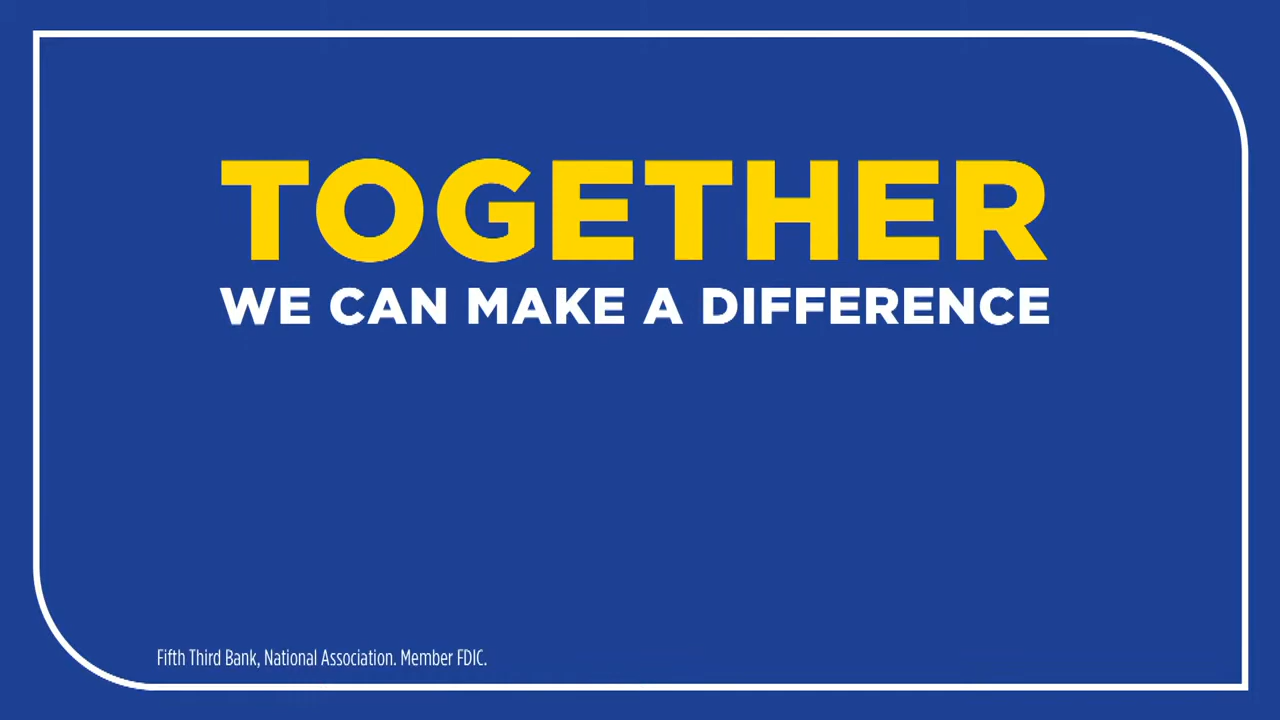 TOGETHER
WE CAN MAKE A DIFFERENCE
Fifth Third Bank, National Association. Member FDIC.